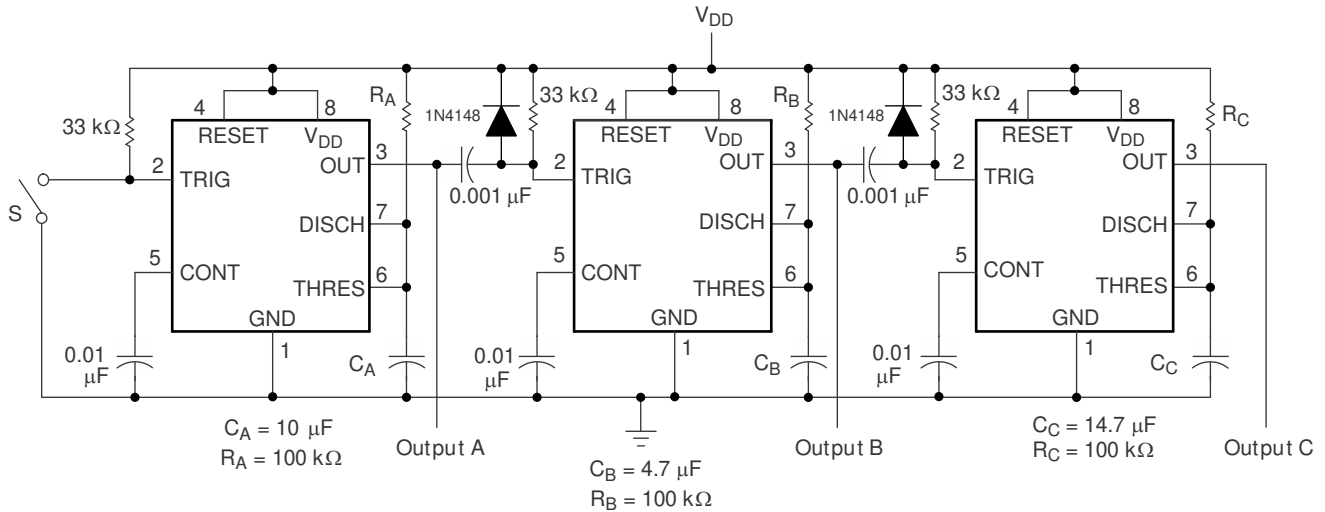 VDD
RA
1N4148
33 kΩ
RB
1N4148
33 kΩ
RC
33 kΩ
4
8
RESET
VDD
3
OUT
2
TRIG
7
DISCH
5
CONT
6
THRES
GND
1
S
0.01
μF
CA
0.001 μF
4
8
RESET
VDD
3
OUT
2
TRIG
7
DISCH
5
CONT
6
THRES
GND
1
0.01
μF
CB
0.001 μF
4
8
RESET
VDD
3
OUT
2
TRIG
7
DISCH
5
CONT
6
THRES
GND
1
0.01
μF
CC
CA = 10 μF
RA = 100 kΩ
Output A
CB = 4.7 μF
RB = 100 kΩ
Output B
CC = 14.7 μF
RC = 100 kΩ
Output C